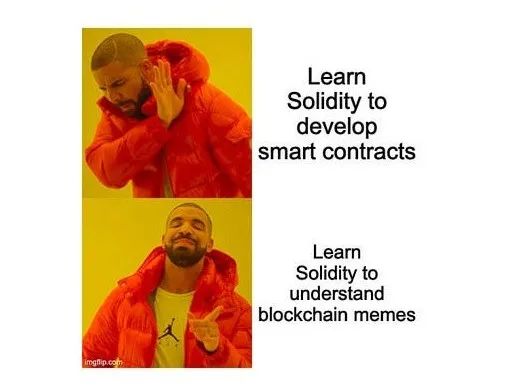 Learn
Solidity to
develop
smart contracts
Learn
Solidity to
understand
blockchain memes
imgflip.com